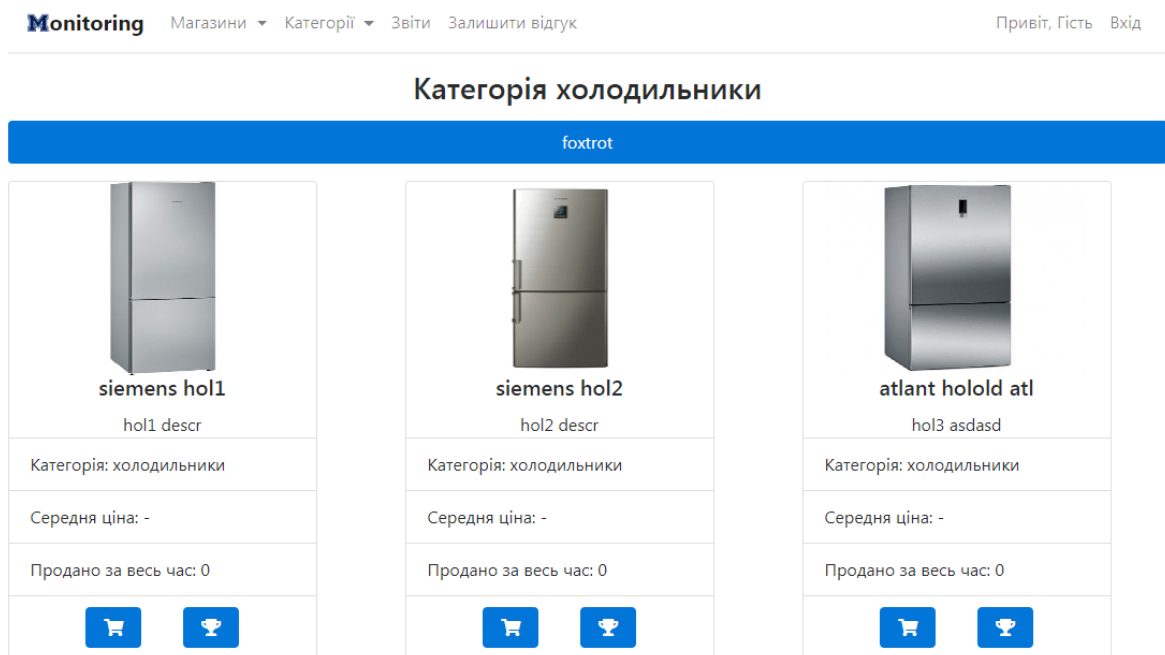 Monitoring Магазини Категорії Звіти Залишити відгук Привіт, Гість Вхід
Категорія холодильники
foxtrot
siemens hol1
hol1 descr
Категорія: холодильники
Середня ціна: -
Продано за весь час: 0
siemens hol2
hol2 descr
Категорія: холодильники
Середня ціна: -
Продано за весь час: 0
atlant holold atl
hol3 asdasd
Категорія: холодильники
Середня ціна: -
Продано за весь час: 0